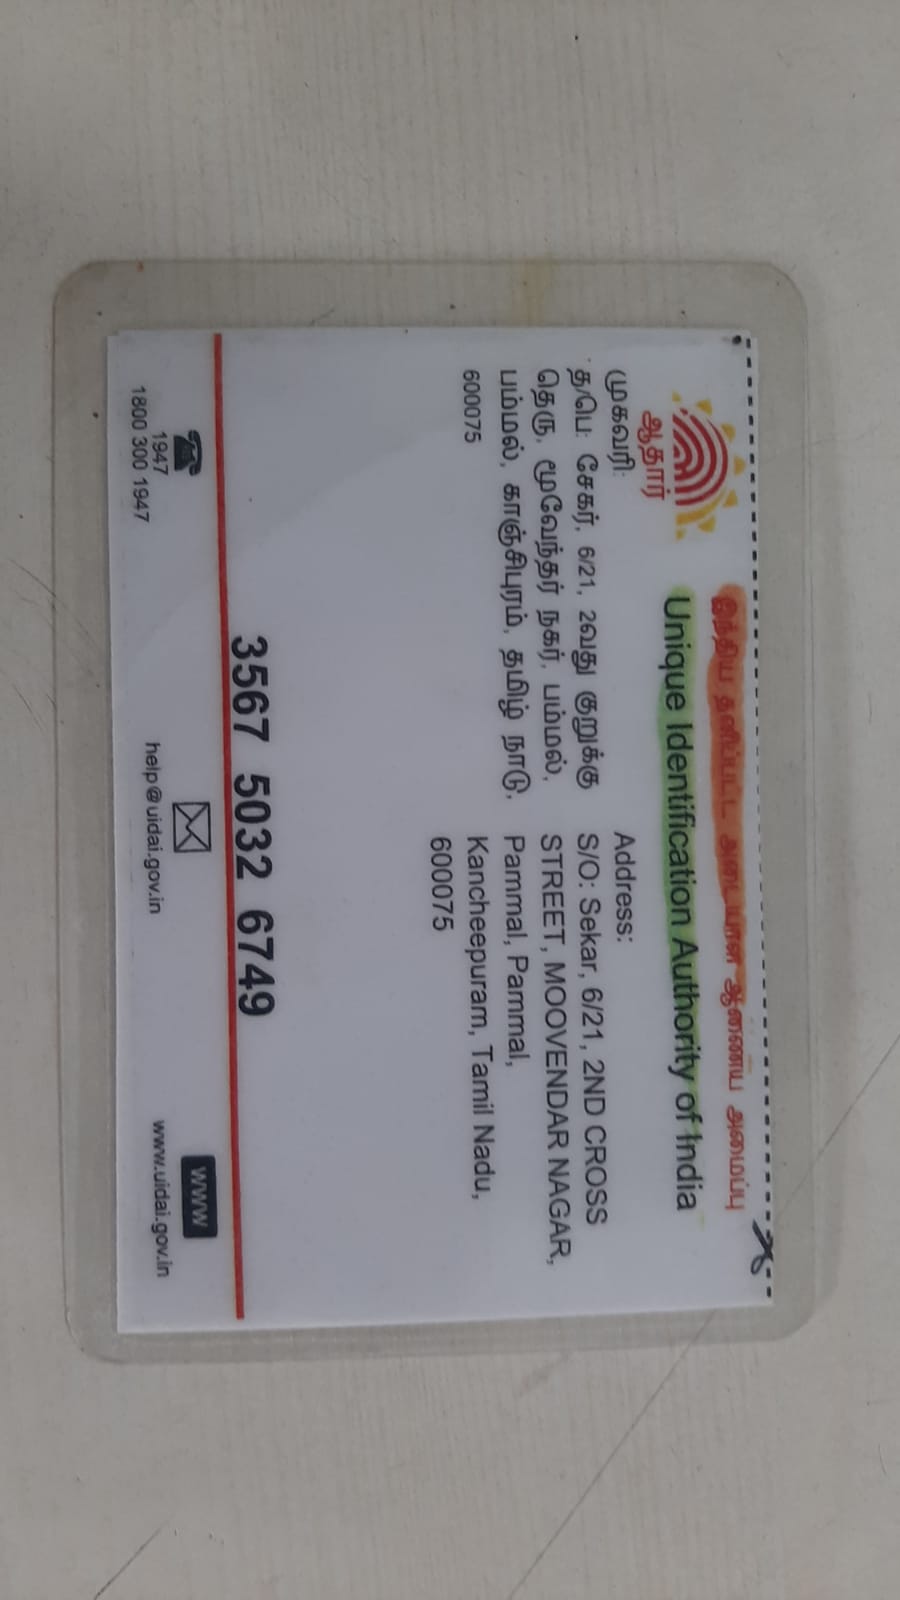 இந்திய தனிப்பட்ட அடையாள ஆணைய அமைப்பு
Unique Identification Authority of India
ஆதார்
முகவரி:
த/பெ: சேகர், 6/21, 2வது குறுக்கு
தெரு, மூவேந்தர் நகர், பம்மல்,
பம்மல், காஞ்சிபுரம், தமிழ் நாடு,
600075
Address:
S/O: Sekar, 6/21, 2ND CROSS
STREET, MOOVENDAR NAGAR,
Pammal, Pammal,
Kancheepuram, Tamil Nadu,
600075
3567 5032 6749
1947
1800 300 1947
help@uidai.gov.in
www
www.uidai.gov.in